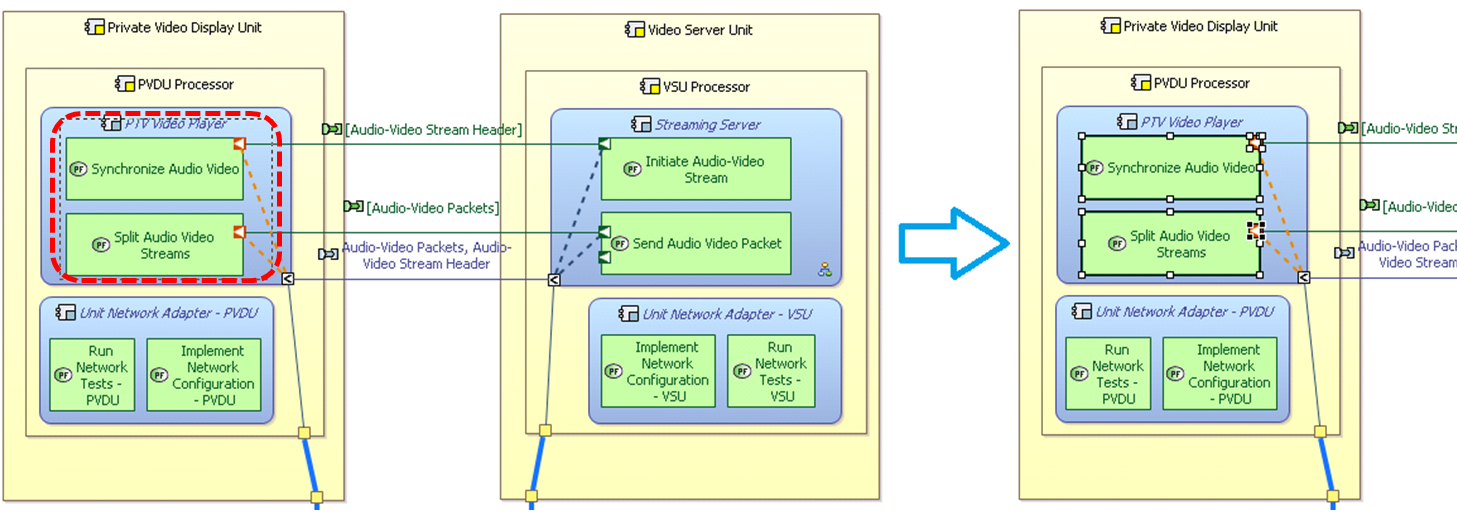 Private Video Display Unit
PVDU Processor
PTV Video Player
PF Synchronize Audio Video
PF Split Audio Video
Streams
Unit Network Adapter - PVDU
PF Run
Network
Tests -
PVDU
PF Implement
Network
Configuration
- PVDU
[Audio-Video Stream Header]
[Audio-Video Packets]
Audio-Video Packets, Audio-
Video Stream Header
Video Server Unit
VSU Processor
Streaming Server
PF Initiate Audio-Video
Stream
PF Send Audio Video Packet
Unit Network Adapter - VSU
PF Implement
Network
Configuration
- VSU
PF Run
Network
Tests -
VSU
Private Video Display Unit
PVDU Processor
PTV Video Player
PF Synchronize Audio Video
PF Split Audio Video
Streams
Unit Network Adapter - PVDU
PF Run
Network
Tests -
PVDU
PF Implement
Network
Configuration
- PVDU
[Audio-Video Str
[Audio-Video
Audio-Video Pack
Video Stream